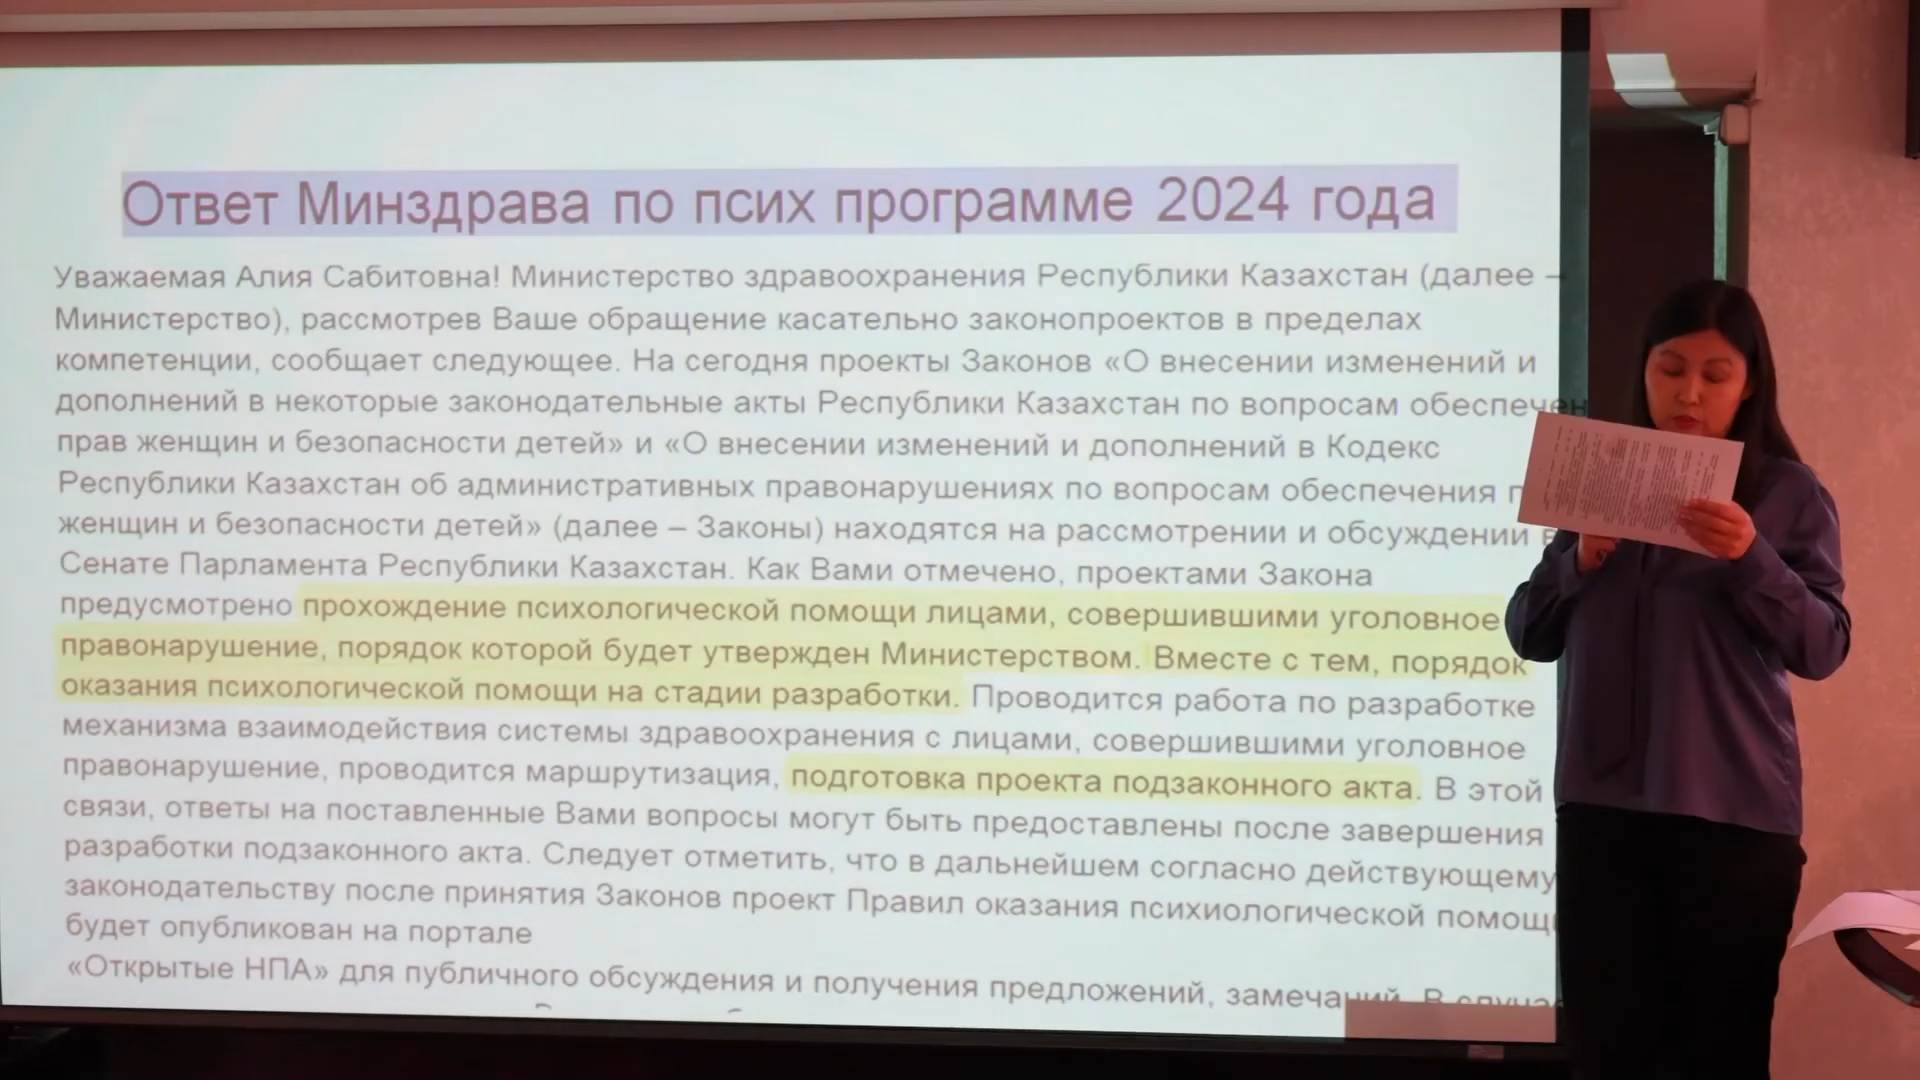 Ответ Минздрава по псих программе 2024 года
Уважаемая Алия Сабитовна! Министерство здравоохранения Республики Казахстан (далее –
Министерство), рассмотрев Ваше обращение касательно законопроектов в пределах
компетенции, сообщает следующее. На сегодня проекты Законов «О внесении изменений и
дополнений в некоторые законодательные акты Республики Казахстан по вопросам обеспечен
прав женщин и безопасности детей» и «О внесении изменений и дополнений в Кодекс
Республики Казахстан об административных правонарушениях по вопросам обеспечения п
женщин и безопасности детей» (далее – Законы) находятся на рассмотрении и обсуждении в
Сенате Парламента Республики Казахстан. Как Вами отмечено, проектами Закона
предусмотрено прохождение психологической помощи лицами, совершившими уголовное
правонарушение, порядок которой будет утвержден Министерством. Вместе с тем, порядок
оказания психологической помощи на стадии разработки. Проводится работа по разработке
механизма взаимодействия системы здравоохранения с лицами, совершившими уголовное
правонарушение, проводится маршрутизация, подготовка проекта подзаконного акта. В этой
связи, ответы на поставленные Вами вопросы могут быть предоставлены после завершения
разработки подзаконного акта. Следует отметить, что в дальнейшем согласно действующему
законодательству после принятия Законов проект Правил оказания психиологической помощи
будет опубликован на портале
«Открытые НПА» для публичного обсуждения и получения предложений, замечаний. В случае